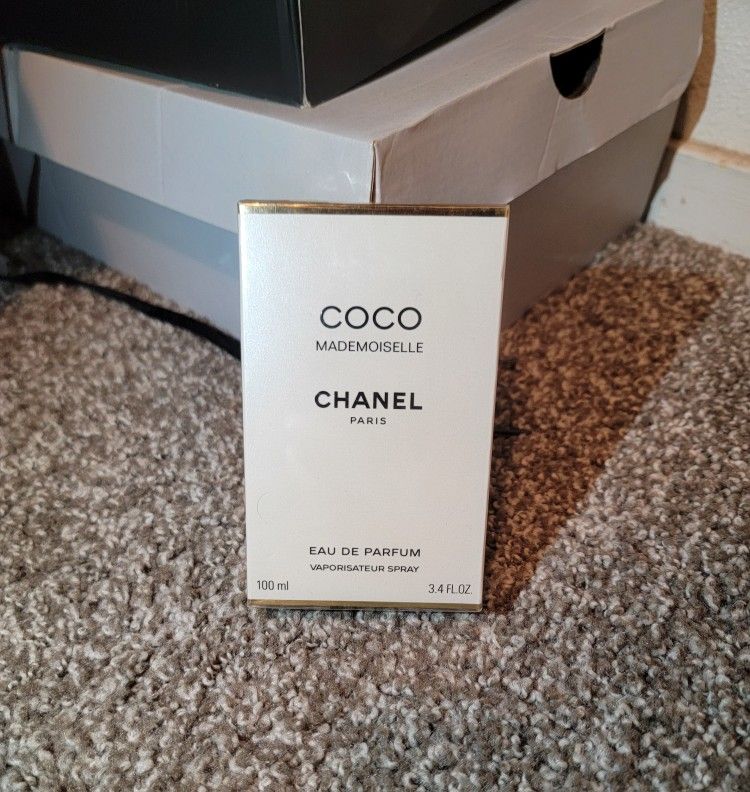 COCO
MADEMOISELLE
CHANEL
PARIS
EAU DE PARFUM
VAPORISATEUR SPRAY
100 ml 3.4 FL.OZ.